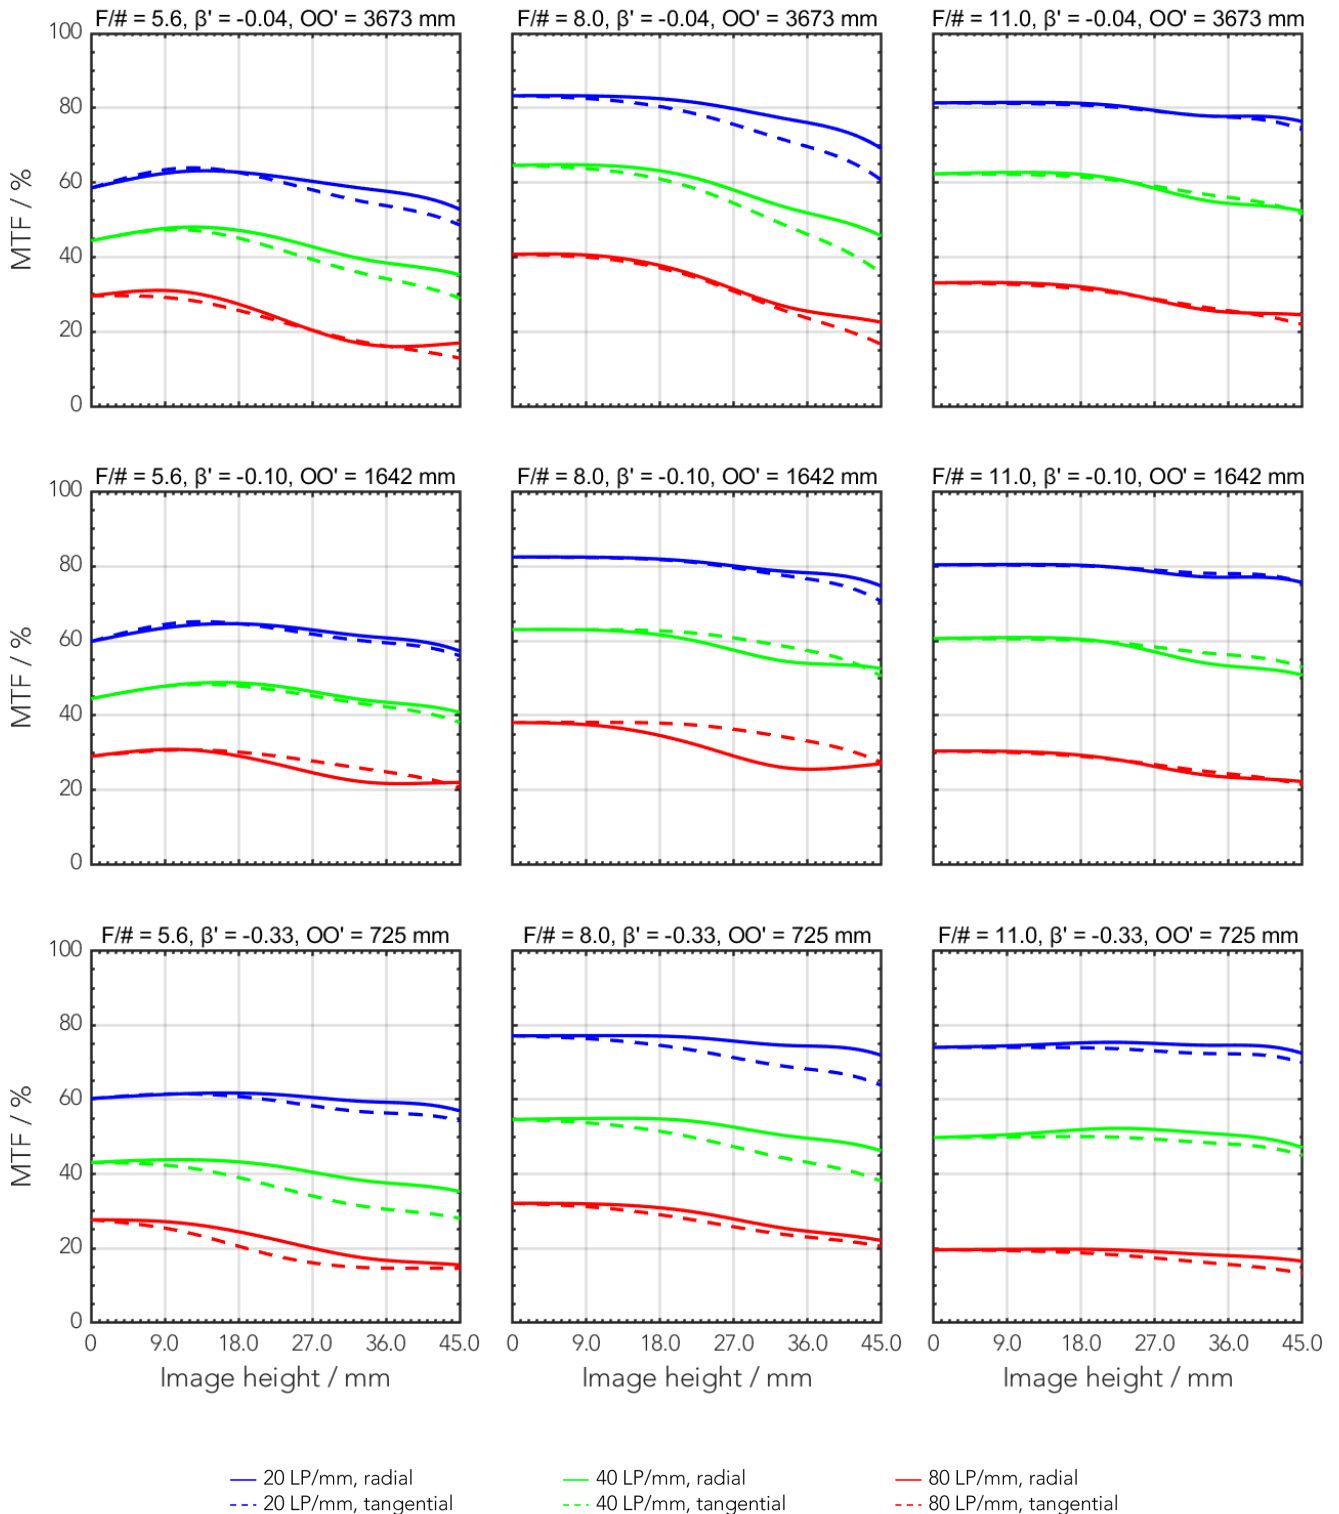 F/# = 5.6, β' = -0.04, OO' = 3673 mm
F/# = 8.0, β' = -0.04, OO' = 3673 mm
F/# = 11.0, β' = -0.04, OO' = 3673 mm
100
80
60
40
20
0
MTF / %
F/# = 5.6, β' = -0.10, OO' = 1642 mm
F/# = 8.0, β' = -0.10, OO' = 1642 mm
F/# = 11.0, β' = -0.10, OO' = 1642 mm
100
80
60
40
20
0
MTF / %
F/# = 5.6, β' = -0.33, OO' = 725 mm
F/# = 8.0, β' = -0.33, OO' = 725 mm
F/# = 11.0, β' = -0.33, OO' = 725 mm
100
80
60
40
20
0
MTF / %
0 9.0 18.0 27.0 36.0 45.0
0 9.0 18.0 27.0 36.0 45.0
0 9.0 18.0 27.0 36.0 45.0
Image height / mm
Image height / mm
Image height / mm
20 LP/mm, radial
20 LP/mm, tangential
40 LP/mm, radial
40 LP/mm, tangential
80 LP/mm, radial
80 LP/mm, tangential